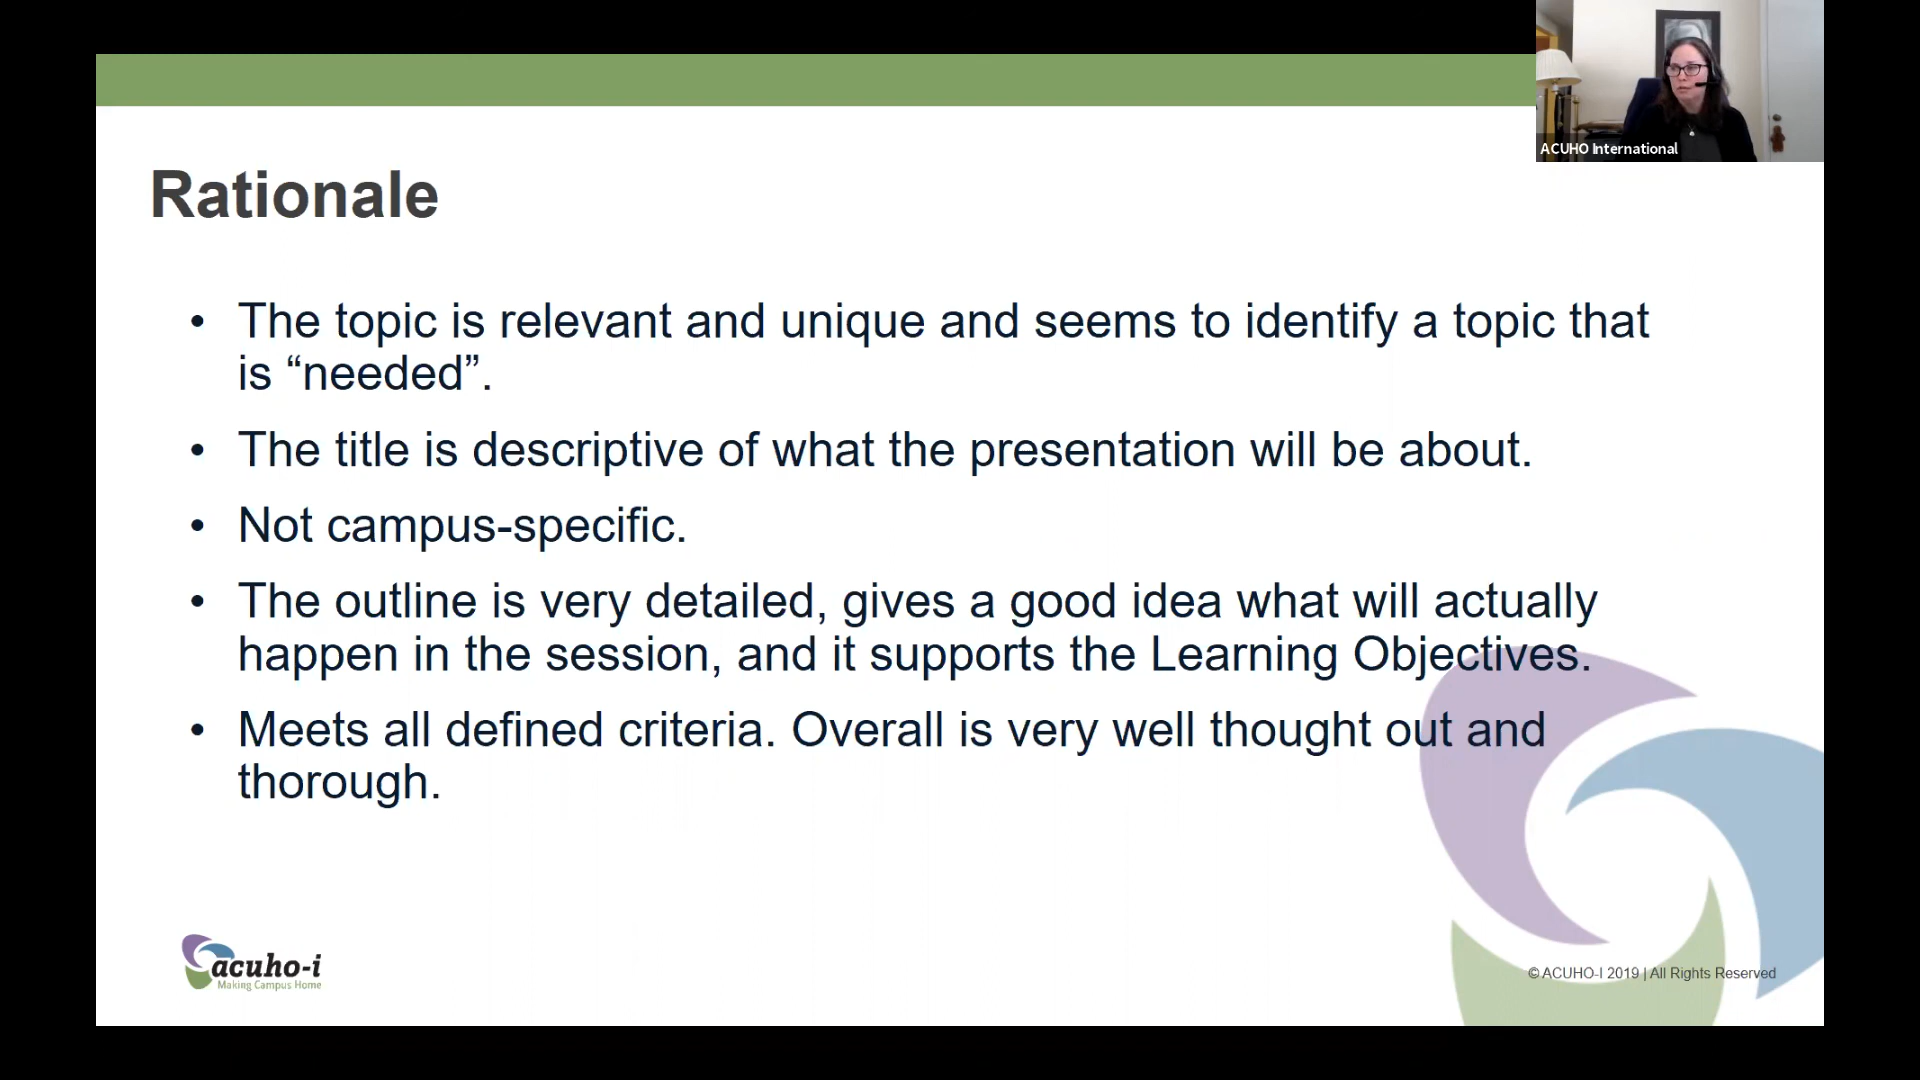 ACUHO International
Rationale
• The topic is relevant and unique and seems to identify a topic that
is “needed”.
• The title is descriptive of what the presentation will be about.
• Not campus-specific.
• The outline is very detailed, gives a good idea what will actually
happen in the session, and it supports the Learning Objectives.
• Meets all defined criteria. Overall is very well thought out and
thorough.
acuho-i
Making Campus Home
© ACUHO-I 2019 | All Rights Reserved